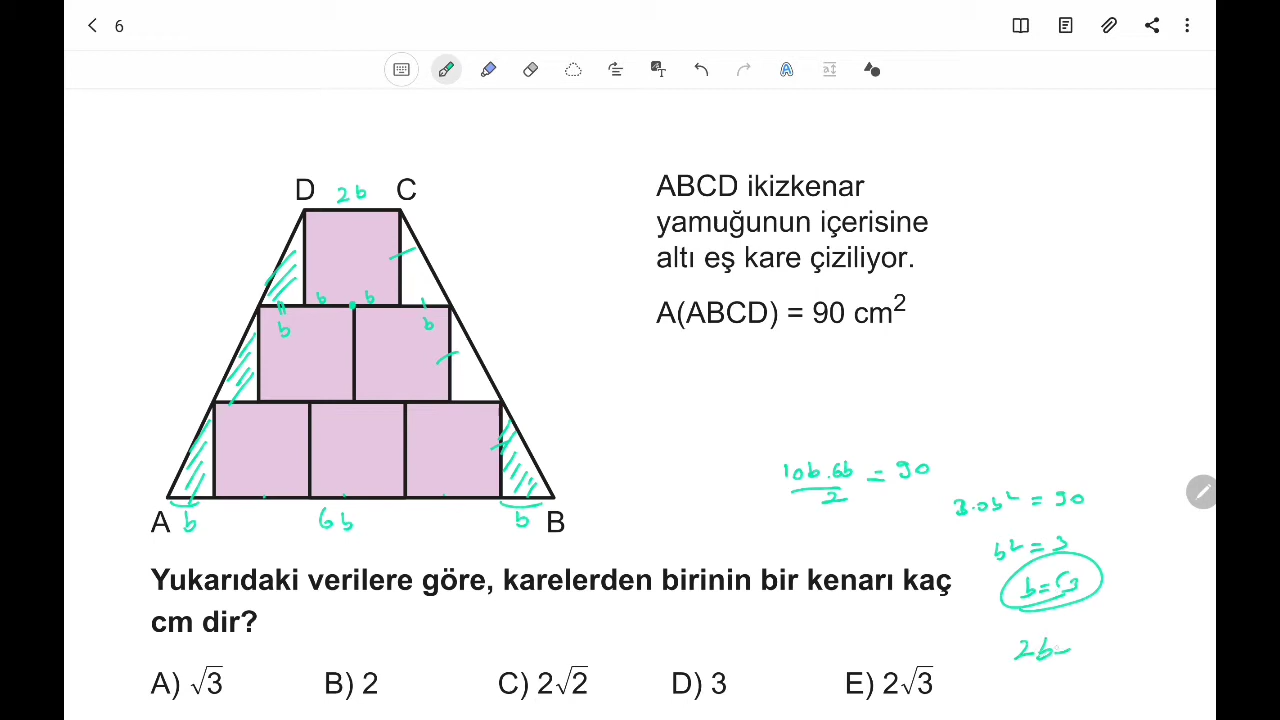 6
D 2b C
ABCD ikizkenar
yamuğunun içerisine
altı eş kare çiziliyor.
A(ABCD) = 90 cm²
b b
b b
10b.6b = 90
2
30b² = 90
b² = 3
b=√3
2b=
b 6b b
A B
Yukarıdaki verilere göre, karelerden birinin bir kenarı kaç
cm dir?
A) √3 B) 2 C) 2√2 D) 3 E) 2√3